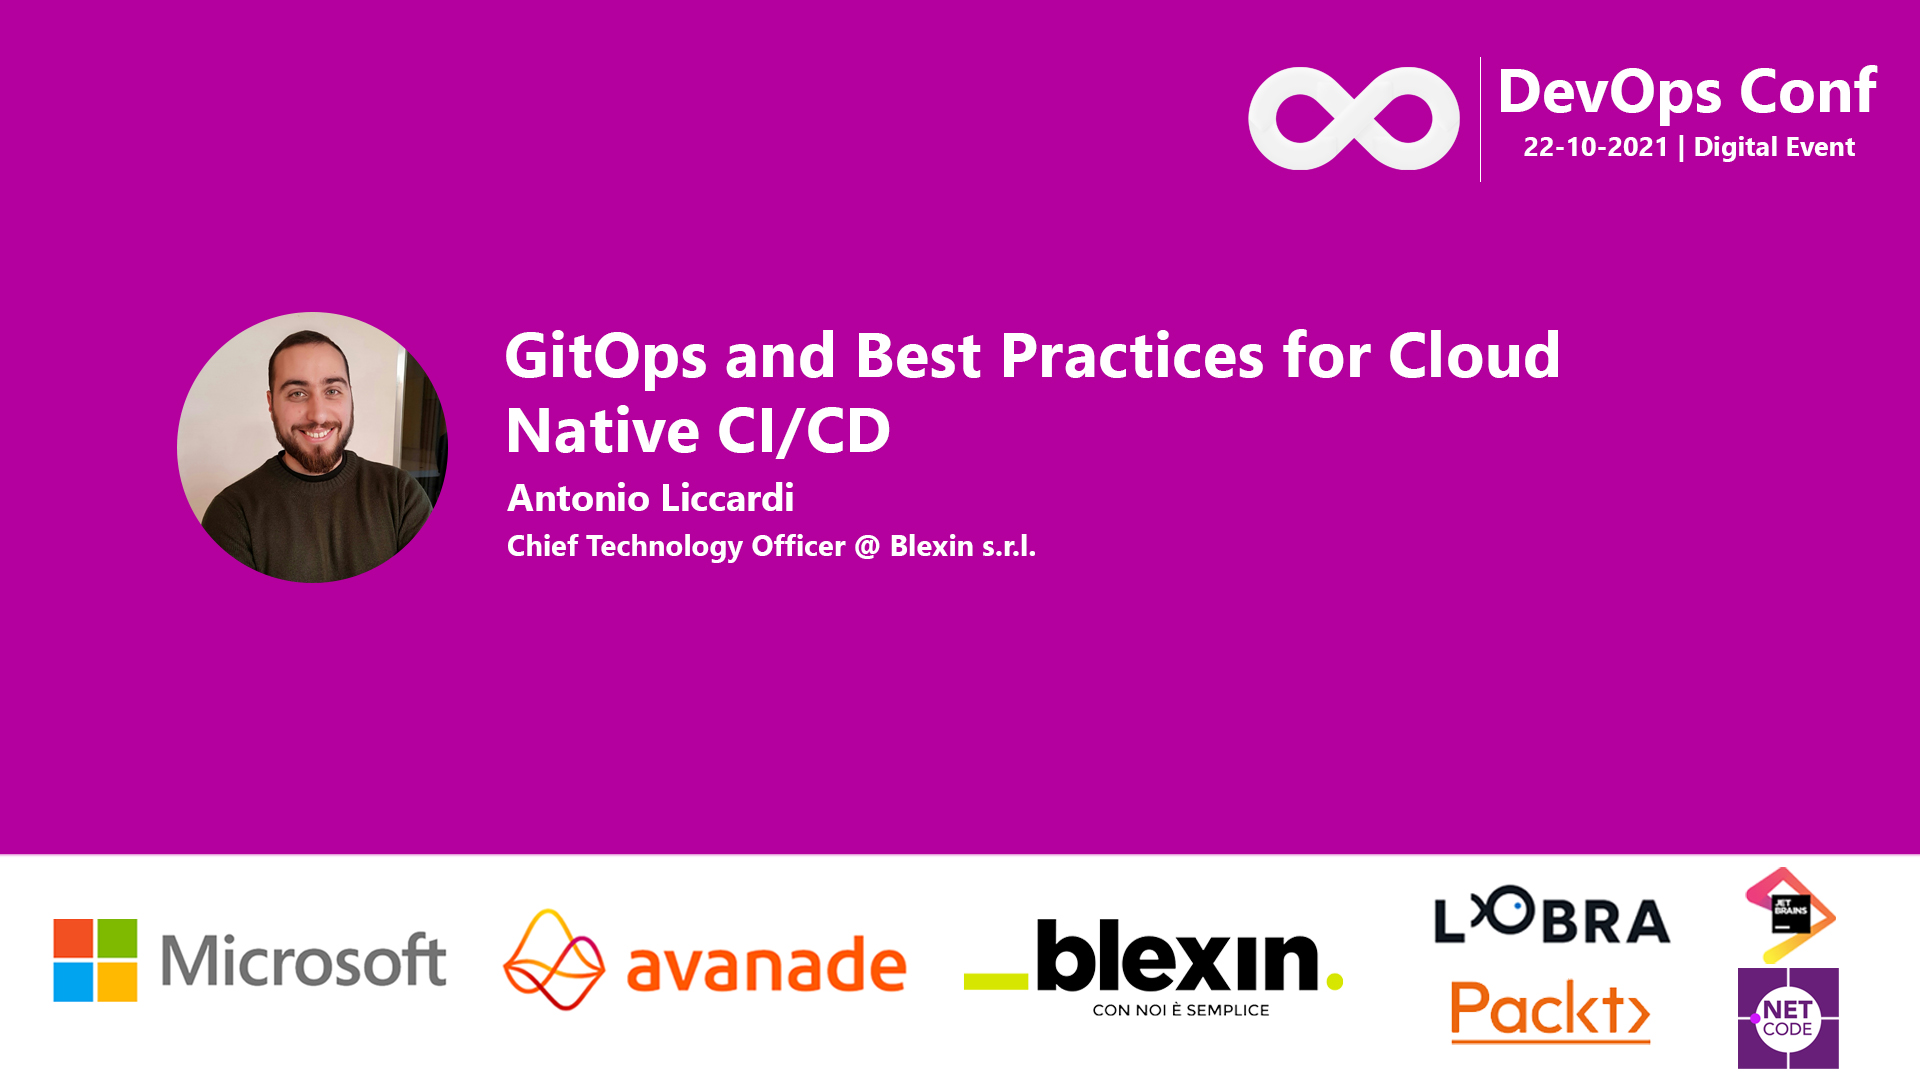 DevOps Conf
22-10-2021 | Digital Event
GitOps and Best Practices for Cloud
Native CI/CD
Antonio Liccardi
Chief Technology Officer @ Blexin s.r.l.
Microsoft
avanade
blexin.
CON NOI È SEMPLICE
LOBRA
Packt
JET
BRAINS
NET
CODE